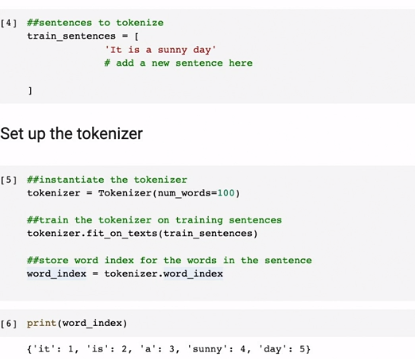 [4] ##sentences to tokenize
train_sentences = [
'It is a sunny day'
# add a new sentence here
]
Set up the tokenizer
[5] ##instantiate the tokenizer
tokenizer = Tokenizer(num_words=100)
##train the tokenizer on training sentences
tokenizer.fit_on_texts(train_sentences)
##store word index for the words in the sentence
word_index = tokenizer.word_index
[6] print(word_index)
{'it': 1, 'is': 2, 'a': 3, 'sunny': 4, 'day': 5}